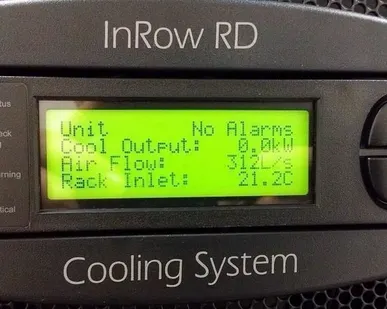 InRow RD
Unit No Alarms
Cool Output: 0.0kW
Air Flow: 312L/s
Rack Inlet: 21.2C
Cooling System